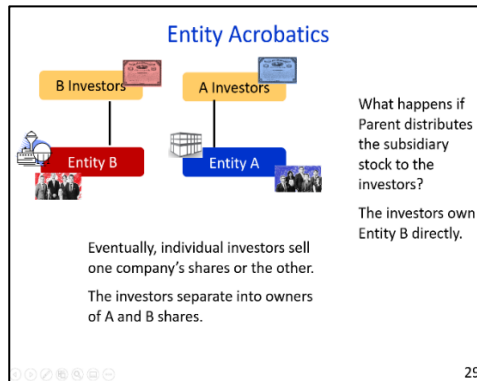 Entity Acrobatics
B Investors
A Investors
Entity B
Entity A
What happens if
Parent distributes
the subsidiary
stock to the
investors?
The investors own
Entity B directly.
Eventually, individual investors sell
one company's shares or the other.
The investors separate into owners
of A and B shares.
29